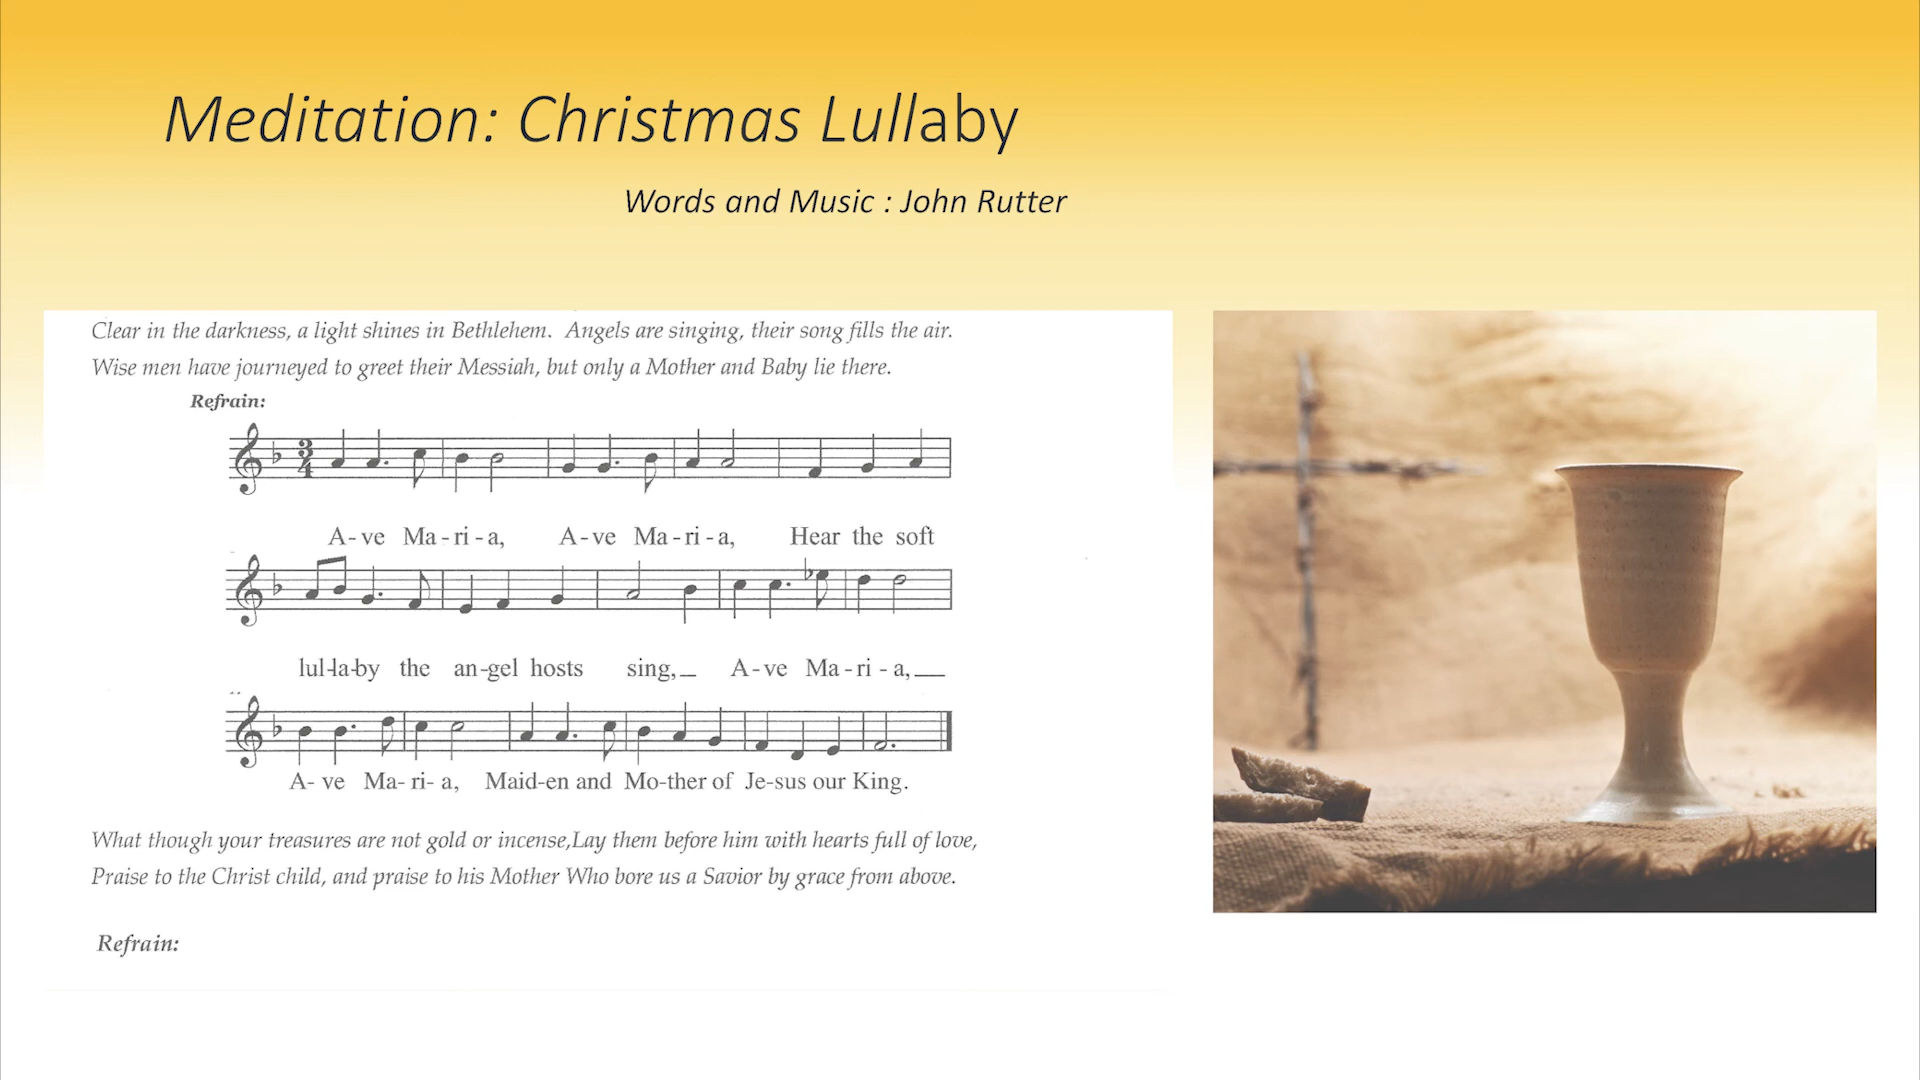 Meditation: Christmas Lullaby
Words and Music : John Rutter
Clear in the darkness, a light shines in Bethlehem. Angels are singing, their song fills the air.
Wise men have journeyed to greet their Messiah, but only a Mother and Baby lie there.
Refrain:
3
4
A- ve Ma - ri - a, A - ve Ma - ri - a, Hear the soft
lul-la-by the an-gel hosts sing,_ A - ve Ma - ri - a,__
A- ve Ma- ri- a, Maid-en and Mo-ther of Je-sus our King.
What though your treasures are not gold or incense,Lay them before him with hearts full of love,
Praise to the Christ child, and praise to his Mother Who bore us a Savior by grace from above.
Refrain: